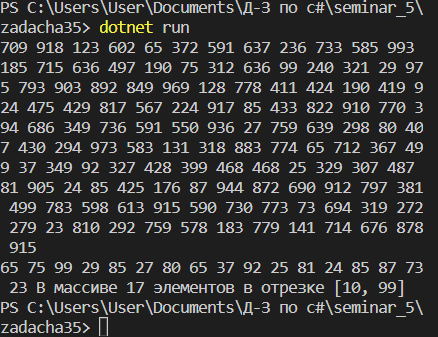 PS C:\Users\User\Documents\Д-З по c#\seminar_5\
zadacha35> dotnet run
709 918 123 602 65 372 591 637 236 733 585 993
185 715 636 497 190 75 312 636 99 240 321 29 97
5 793 903 892 849 969 128 778 411 424 190 419 9
24 475 429 817 567 224 917 85 433 822 910 770 3
94 686 349 736 591 550 936 27 759 639 298 80 40
7 430 294 973 583 131 318 883 774 65 712 367 49
9 37 349 92 327 428 399 468 468 25 329 307 487
81 905 24 85 425 176 87 944 872 690 912 797 381
499 783 598 613 915 590 730 773 73 694 319 272
279 23 810 292 759 578 183 779 141 714 676 878
915
65 75 99 29 85 27 80 65 37 92 25 81 24 85 87 73
23 В массиве 17 элементов в отрезке [10, 99]
PS C:\Users\User\Documents\Д-З по c#\seminar_5\
zadacha35>